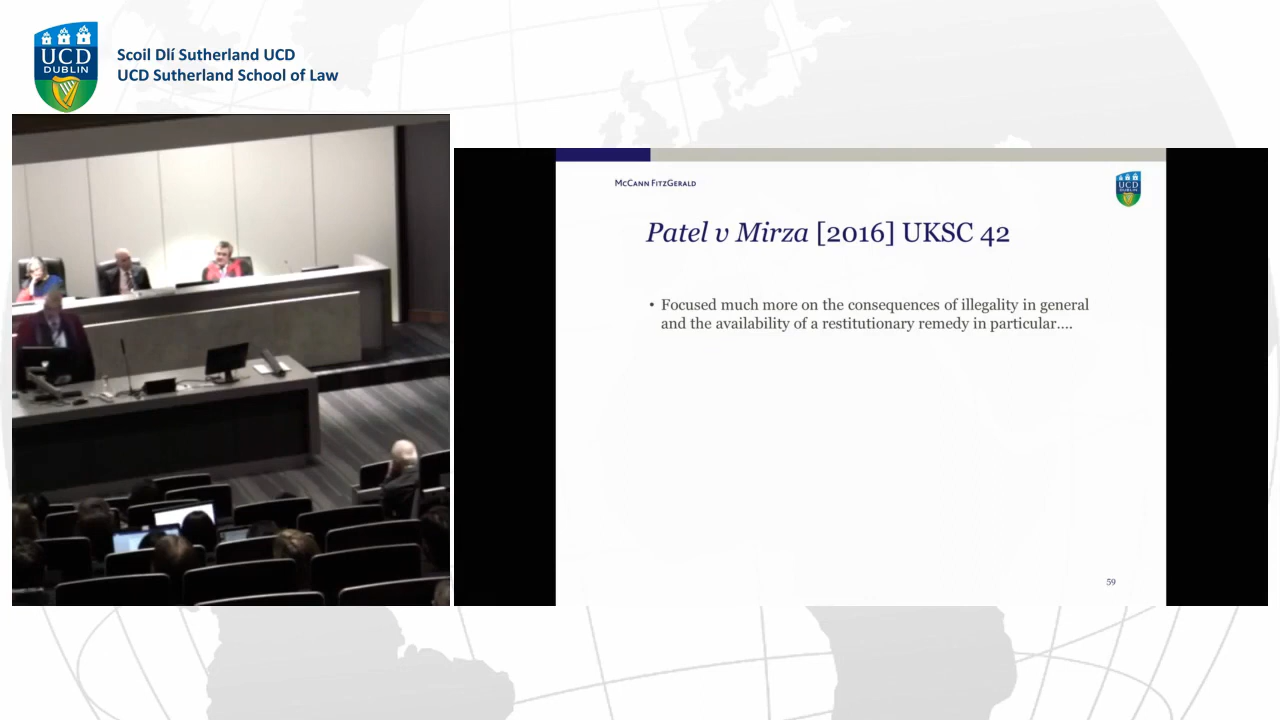 UCD
DUBLIN
Scoil Dlí Sutherland UCD
UCD Sutherland School of Law
McCann FitzGerald
UCD
DUBLIN
Patel v Mirza [2016] UKSC 42
• Focused much more on the consequences of illegality in general
and the availability of a restitutionary remedy in particular....
59